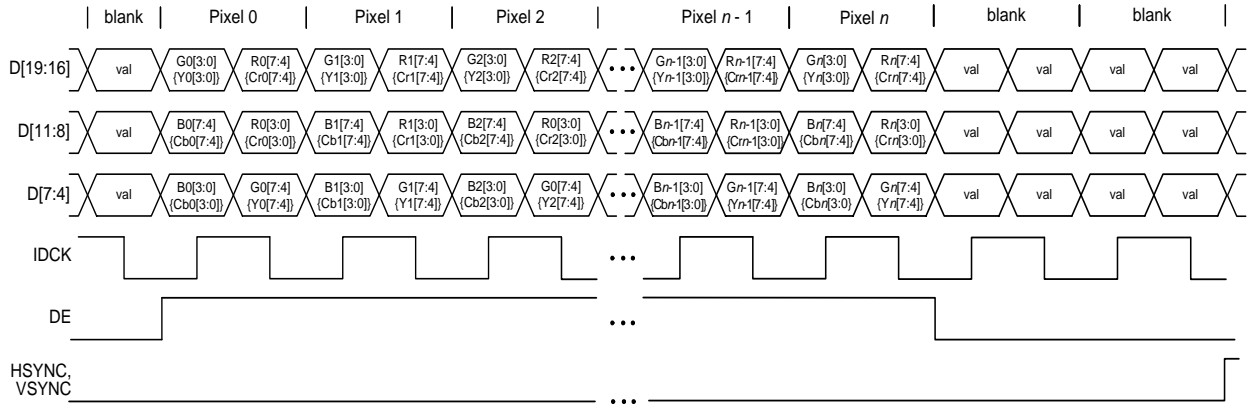 blank Pixel 0 Pixel 1 Pixel 2 Pixel n - 1 Pixel n blank blank
D[19:16] val G0[3:0] R0[7:4] G1[3:0] R1[7:4] G2[3:0] R2[7:4] ••• Gn-1[3:0] Rn-1[7:4] Gn[3:0] Rn[7:4] val val val val
{Y0[3:0]} {Cr0[7:4]} {Y1[3:0]} {Cr1[7:4]} {Y2[3:0]} {Cr2[7:4]} {Yn-1[3:0]} {Crn-1[7:4]} {Yn[3:0]} {Crn[7:4]}
D[11:8] val B0[7:4] R0[3:0] B1[7:4] R1[3:0] B2[7:4] R0[3:0] ••• Bn-1[7:4] Rn-1[3:0] Bn[7:4] Rn[3:0] val val val val
{Cb0[7:4]} {Cr0[3:0]} {Cb1[7:4]} {Cr1[3:0]} {Cb2[7:4]} {Cr2[3:0]} {Cbn-1[7:4]} {Crn-1[3:0]} {Cbn[7:4]} {Crn[3:0]}
D[7:4] val B0[3:0] G0[7:4] B1[3:0] G1[7:4] B2[3:0] G0[7:4] ••• Bn-1[3:0] Gn-1[7:4] Bn[3:0] Gn[7:4] val val val val
{Cb0[3:0]} {Y0[7:4]} {Cb1[3:0]} {Y1[7:4]} {Cb2[3:0]} {Y2[7:4]} {Cbn-1[3:0]} {Yn-1[7:4]} {Cbn[3:0} {Yn[7:4]}
IDCK •••
DE •••
HSYNC,
VSYNC •••